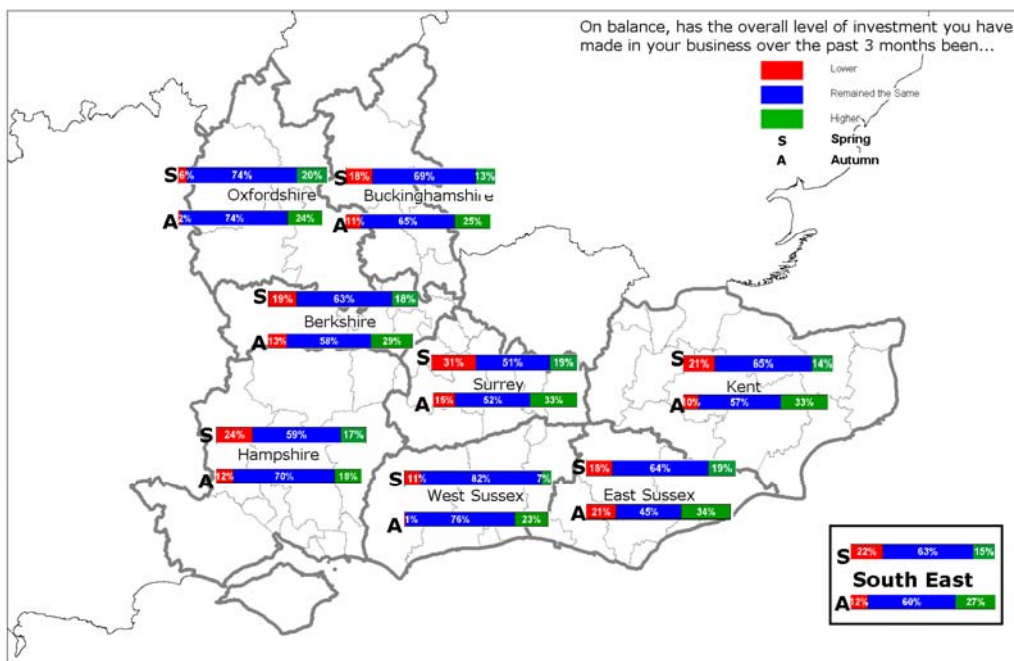 On balance, has the overall level of investment you have
made in your business over the past 3 months been...
Lower
Remained the Same
Higher
S Spring
A Autumn
S 6% 74% 20%
Oxfordshire
A 2% 74% 24%
S 18% 69% 13%
Buckinghamshire
A 11% 65% 25%
S 19% 63% 18%
Berkshire
A 13% 58% 29%
S 31% 51% 19%
Surrey
A 15% 52% 33%
S 21% 65% 14%
Kent
A 10% 57% 33%
S 24% 59% 17%
Hampshire
A 12% 70% 18%
S 11% 82% 7%
West Sussex
A 1% 76% 23%
S 18% 64% 19%
East Sussex
A 21% 45% 34%
S 22% 63% 15%
South East
A 12% 60% 27%